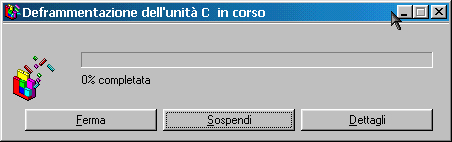 Deframmentazione dell'unità C in corso
0% completata
Ferma Sospendi Dettagli